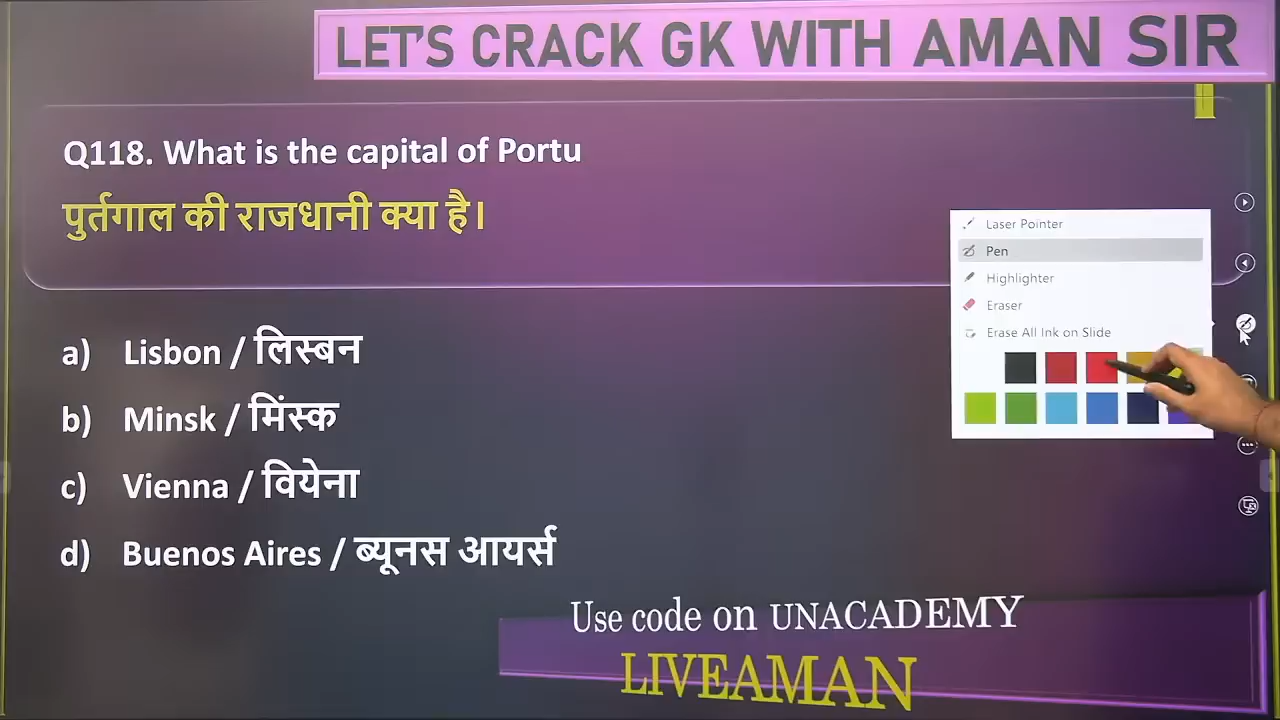 LET'S CRACK GK WITH AMAN SIR
Q118. What is the capital of Portu
पुर्तगाल की राजधानी क्या है।
Laser Pointer
Pen
Highlighter
Eraser
Erase All Ink on Slide
a) Lisbon / लिस्बन
b) Minsk / मिंस्क
c) Vienna / वियेना
d) Buenos Aires / ब्यूनस आयर्स
Use code on UNACADEMY
LIVEAMAN